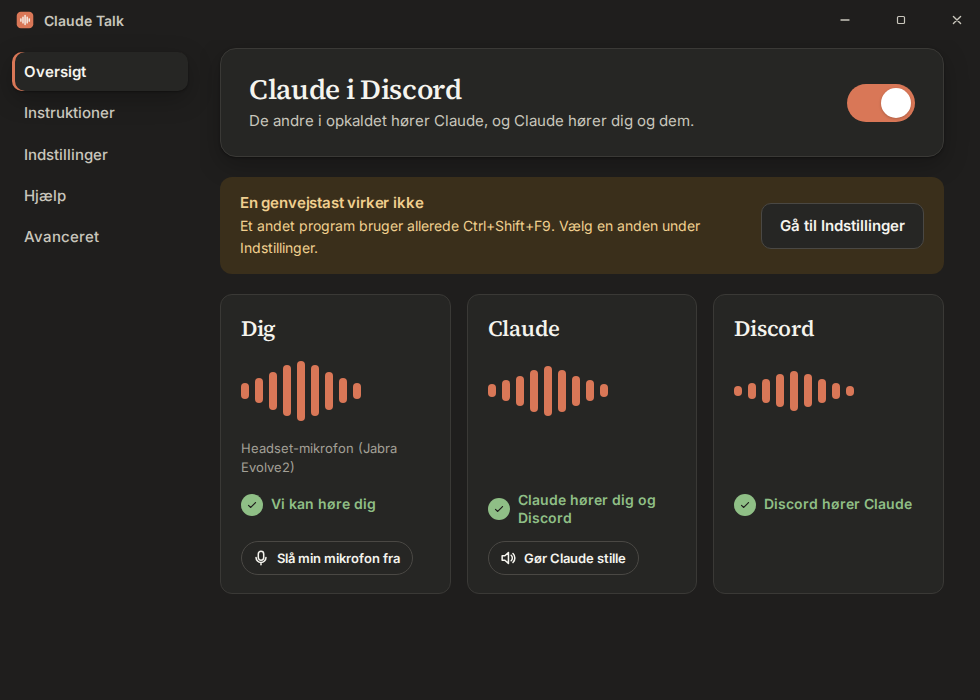 Claude Talk
Oversigt
Instruktioner
Indstillinger
Hjælp
Avanceret
Claude i Discord
De andre i opkaldet hører Claude, og Claude hører dig og dem.
En genvejstast virker ikke
Et andet program bruger allerede Ctrl+Shift+F9. Vælg en anden under
Indstillinger.
Gå til Indstillinger
Dig
Headset-mikrofon (Jabra
Evolve2)
Vi kan høre dig
Slå min mikrofon fra
Claude
Claude hører dig og
Discord
Gør Claude stille
Discord
Discord hører Claude